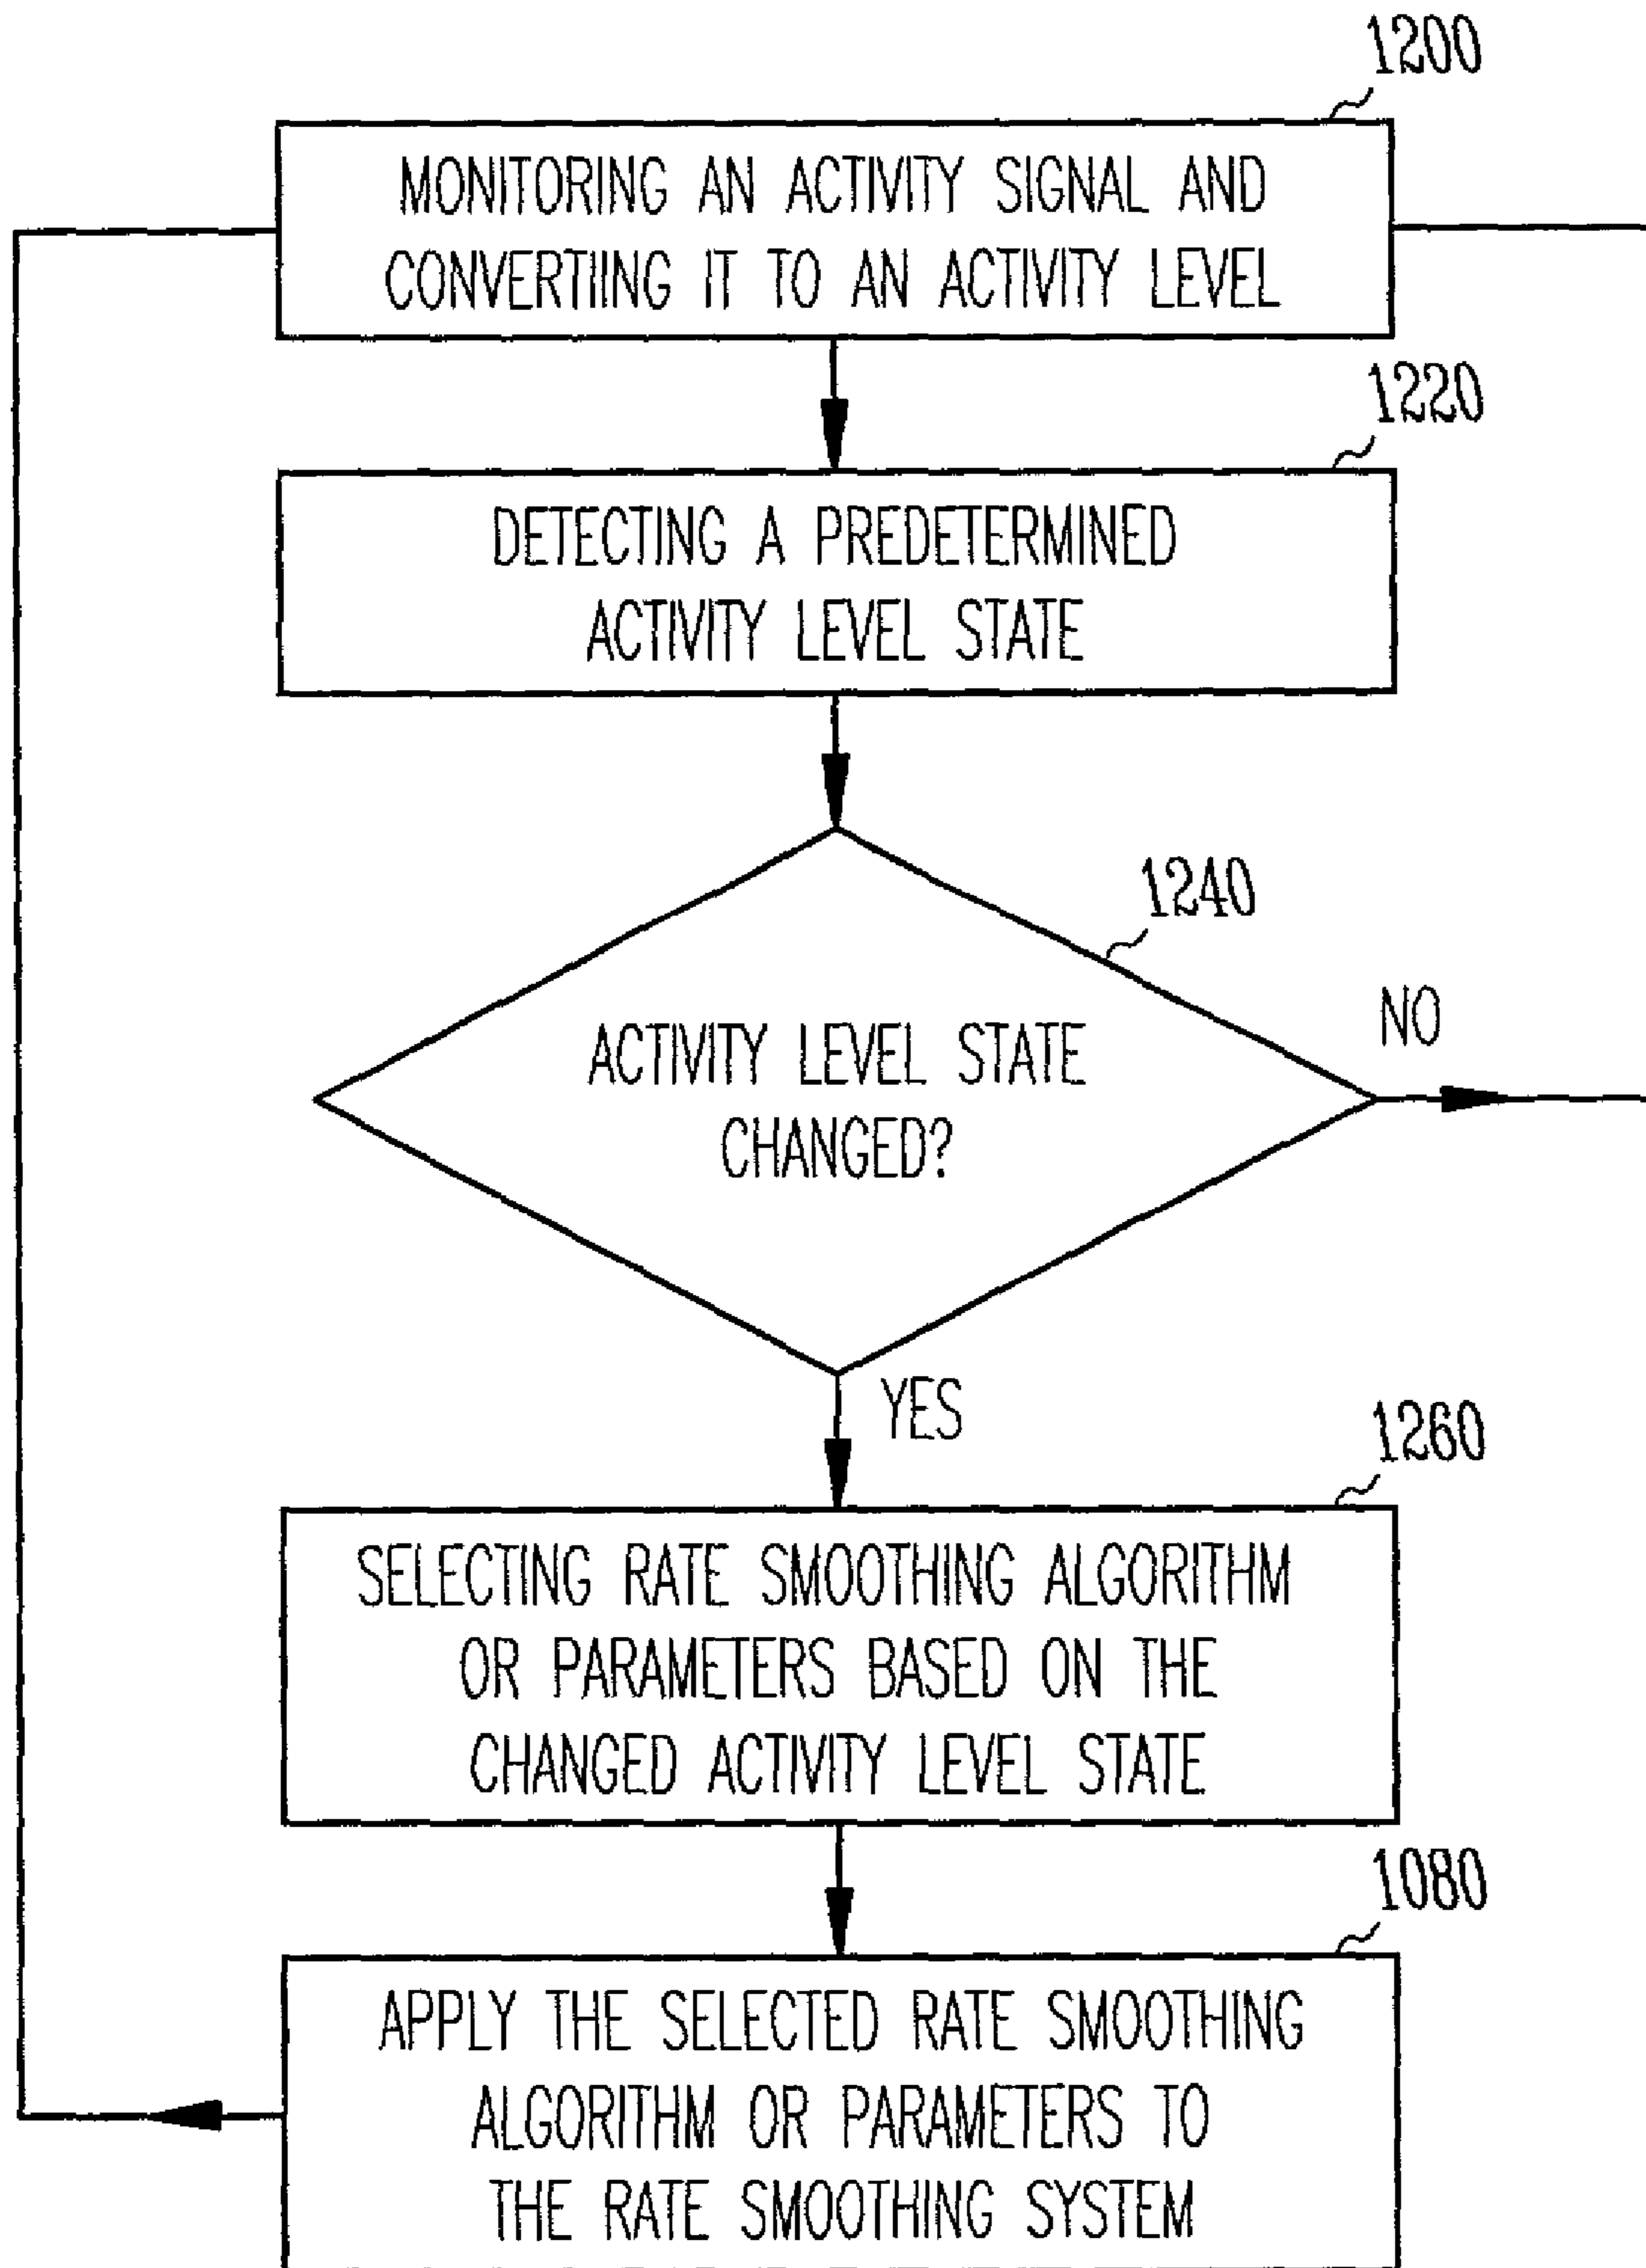 1200
MONITORING AN ACTIVITY SIGNAL AND
CONVERTIING IT TO AN ACTIVITY LEVEL
1220
DETECTING A PREDETERMINED
ACTIVITY LEVEL STATE
1240
ACTIVITY LEVEL STATE
CHANGED?
NO
YES
1260
SELECTING RATE SMOOTHING ALGORITHM
OR PARAMETERS BASED ON THE
CHANGED ACTIVITY LEVEL STATE
1080
APPLY THE SELECTED RATE SMOOTHING
ALGORITHM OR PARAMETERS TO
THE RATE SMOOTHING SYSTEM